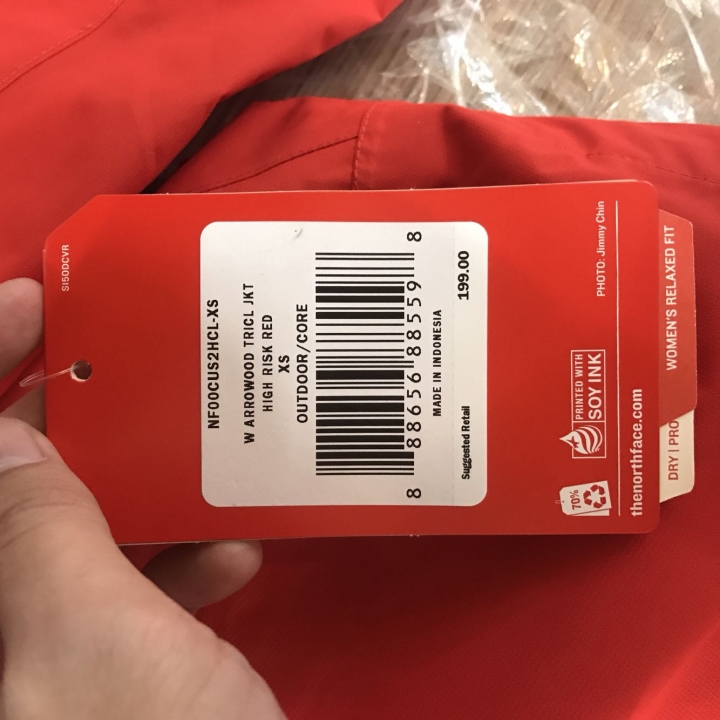 SI50DCVR
NF00CUS2HCL-XS
W ARROWOOD TRICL JKT
HIGH RISK RED
XS
OUTDOOR/CORE
8 88656 88559 8
MADE IN INDONESIA
Suggested Retail 199.00
70%
PRINTED WITH
SOY INK
PHOTO: Jimmy Chin
thenorthface.com
WOMEN'S RELAXED FIT
DRY | PRO